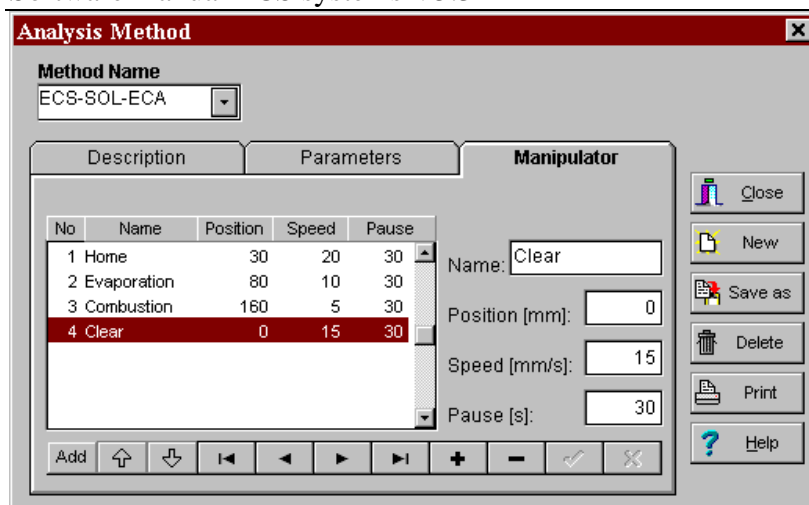 Analysis Method
Method Name
ECS-SOL-ECA
Description Parameters Manipulator
No Name Position Speed Pause
1 Home 30 20 30
2 Evaporation 80 10 30
3 Combustion 160 5 30
4 Clear 0 15 30
Name: Clear
Position [mm]: 0
Speed [mm/s]: 15
Pause [s]: 30
Add
Close
New
Save as
Delete
Print
Help